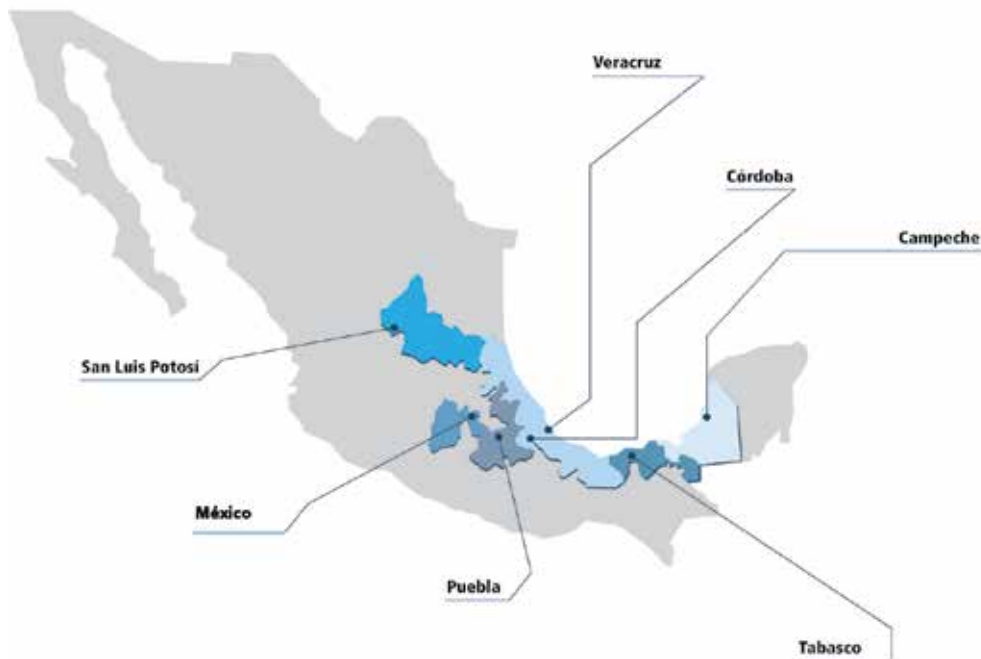 Veracruz
Córdoba
Campeche
San Luis Potosí
México
Puebla
Tabasco